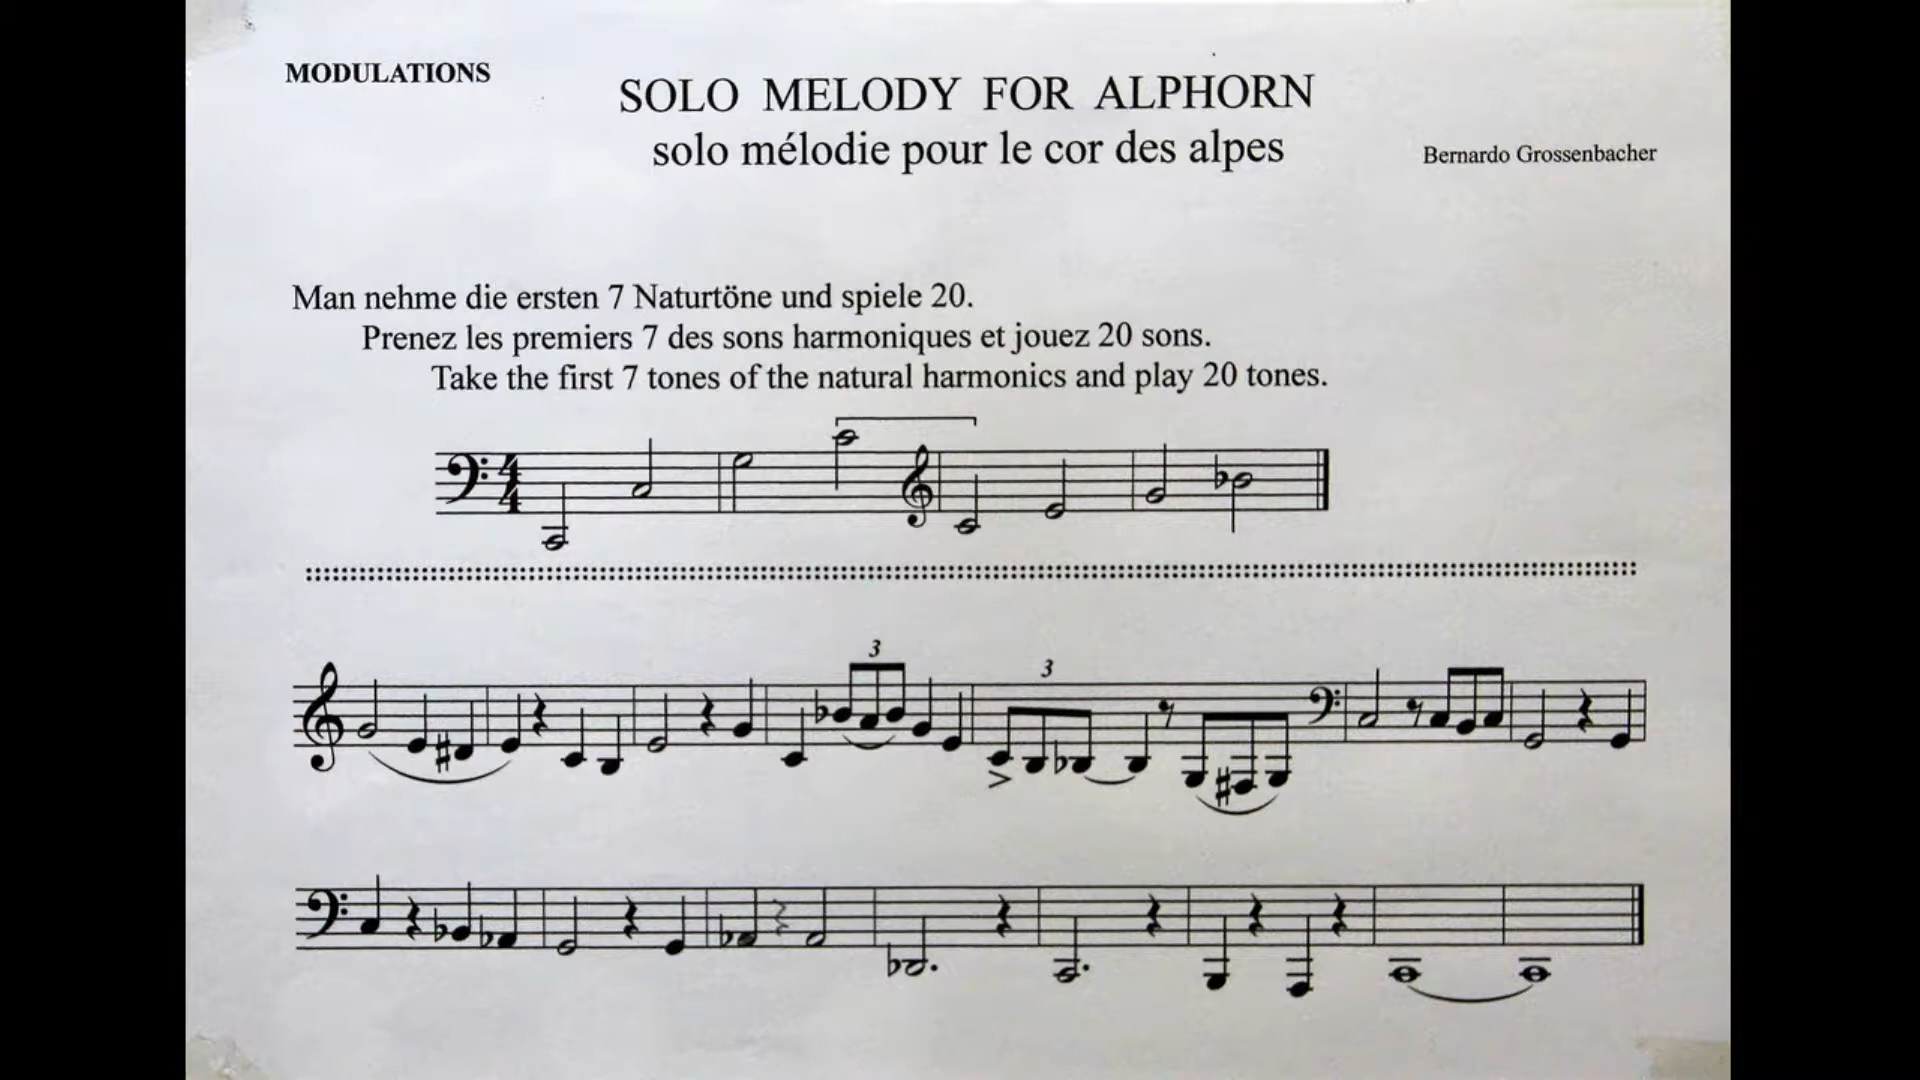 MODULATIONS
SOLO MELODY FOR ALPHORN
solo mélodie pour le cor des alpes
Bernardo Grossenbacher
Man nehme die ersten 7 Naturtöne und spiele 20.
Prenez les premiers 7 des sons harmoniques et jouez 20 sons.
Take the first 7 tones of the natural harmonics and play 20 tones.
4
4
3
3